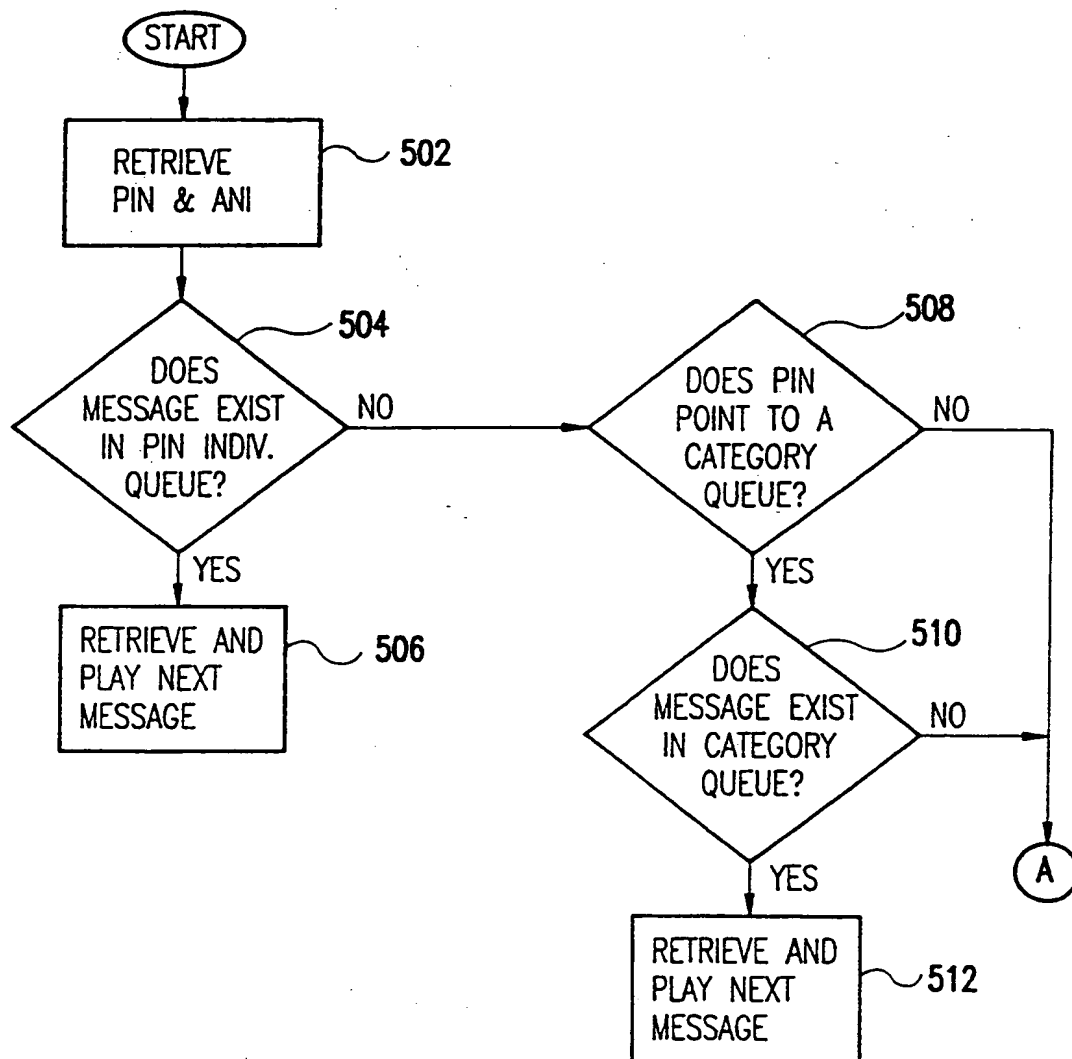 START
RETRIEVE
PIN & ANI
502
DOES
MESSAGE EXIST
IN PIN INDIV.
QUEUE?
504
NO
YES
RETRIEVE AND
PLAY NEXT
MESSAGE
506
DOES PIN
POINT TO A
CATEGORY
QUEUE?
508
NO
YES
DOES
MESSAGE EXIST
IN CATEGORY
QUEUE?
510
NO
YES
A
RETRIEVE AND
PLAY NEXT
MESSAGE
512